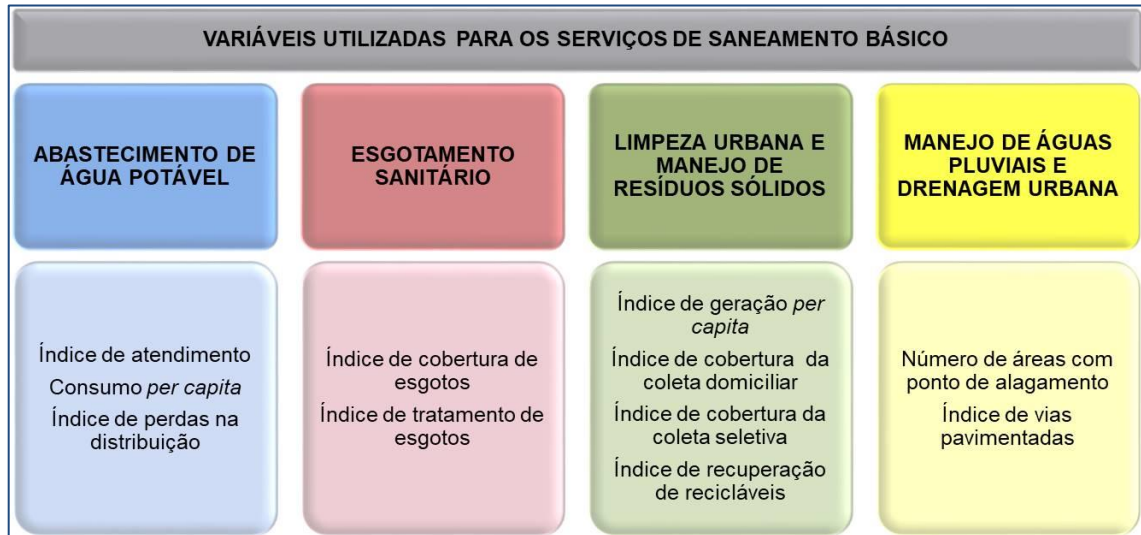 VARIÁVEIS UTILIZADAS PARA OS SERVIÇOS DE SANEAMENTO BÁSICO
ABASTECIMENTO DE
ÁGUA POTÁVEL
ESGOTAMENTO
SANITÁRIO
LIMPEZA URBANA E
MANEJO DE
RESÍDUOS SÓLIDOS
MANEJO DE ÁGUAS
PLUVIAIS E
DRENAGEM URBANA
Índice de atendimento
Consumo per capita
Índice de perdas na
distribuição
Índice de cobertura de
esgotos
Índice de tratamento de
esgotos
Índice de geração per
capita
Índice de cobertura da
coleta domiciliar
Índice de cobertura da
coleta seletiva
Índice de recuperação
de recicláveis
Número de áreas com
ponto de alagamento
Índice de vias
pavimentadas